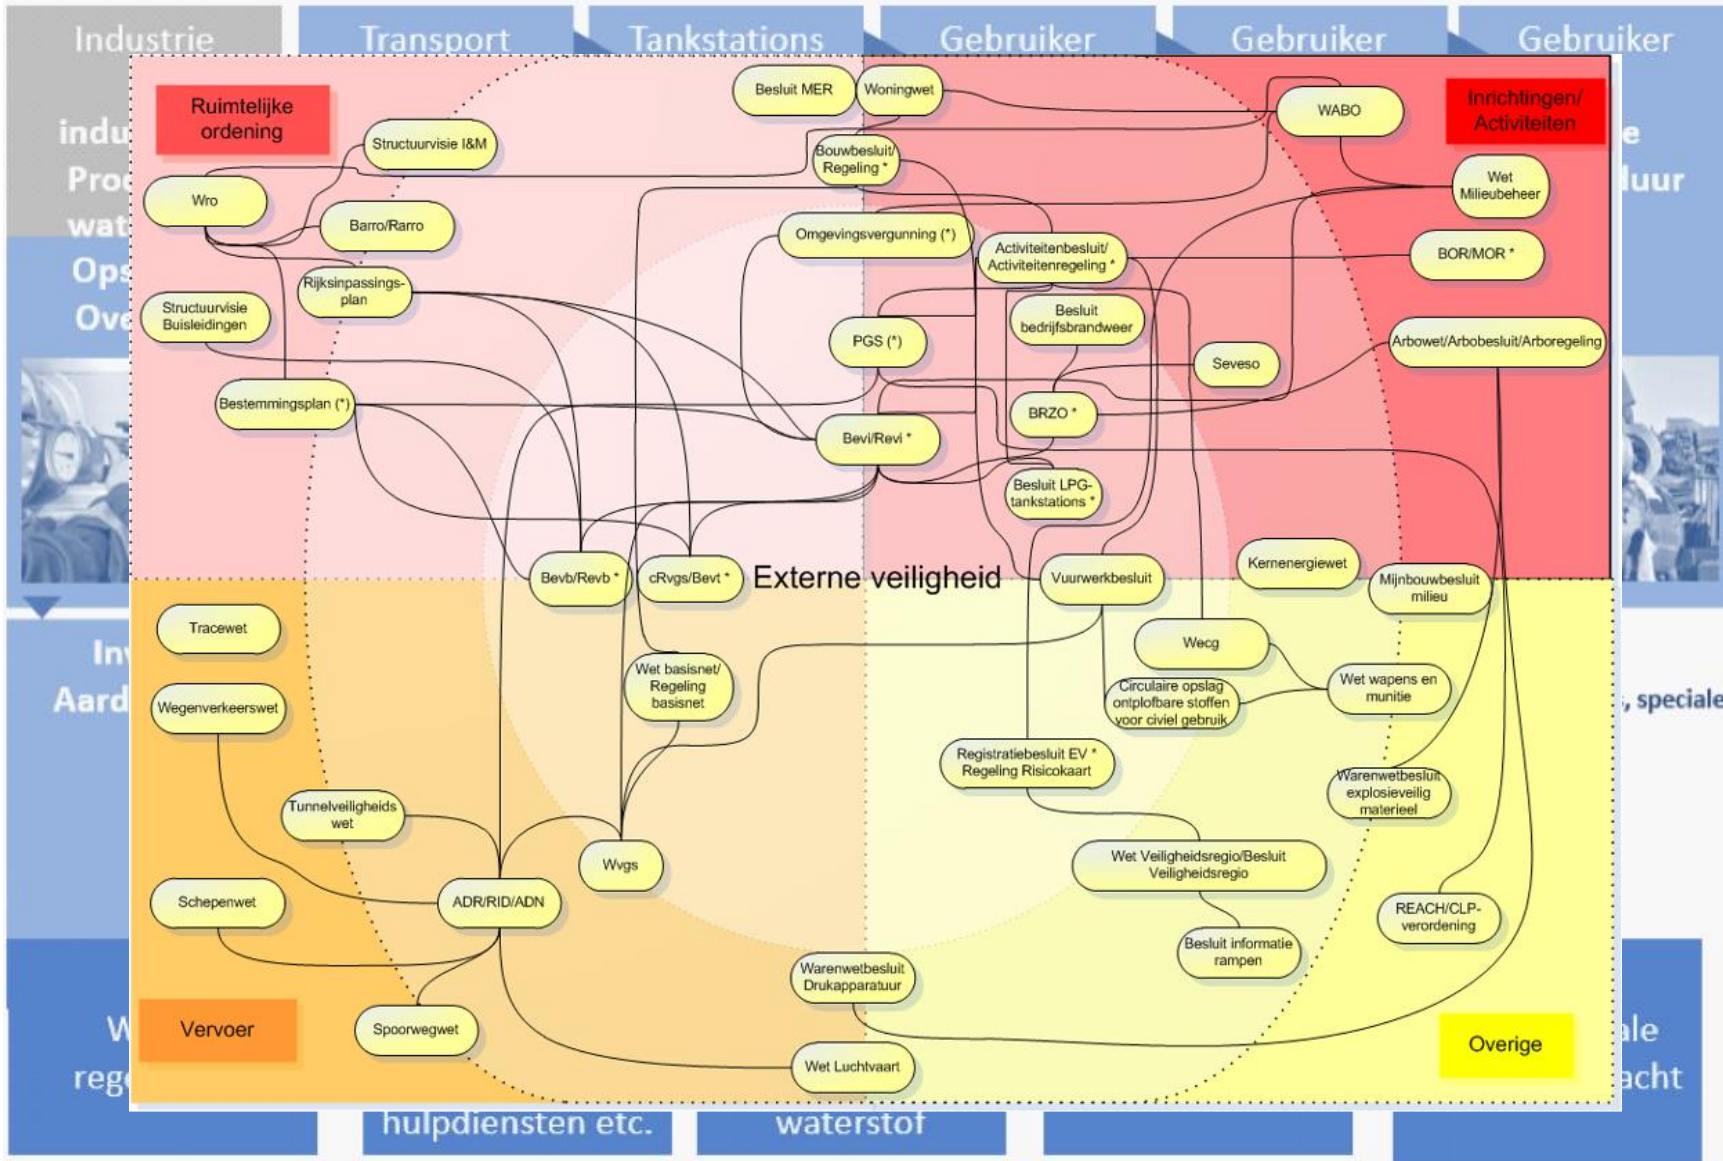 Industrie
Transport
Tankstations
Gebruiker
Gebruiker
Gebruiker
Ruimtelijke
ordening
Besluit MER
Woningwet
WABO
Inrichtingen/
Activiteiten
Structuurvisie I&M
Bouwbesluit/
Regeling *
Wet
Milieubeheer
Wro
Barro/Rarro
Omgevingsvergunning (*)
Activiteitenbesluit/
Activiteitenregeling *
BOR/MOR *
Rijksinpassings-
plan
Structuurvisie
Buisleidingen
Besluit
bedrijfsbrandweer
PGS (*)
Arbowet/Arbobesluit/Arboregeling
Seveso
Bestemmingsplan (*)
BRZO *
Bevi/Revi *
Besluit LPG-
tankstations *
Bevb/Revb *
cRvgs/Bevt *
Externe veiligheid
Vuurwerkbesluit
Kernenergiewet
Mijnbouwbesluit
milieu
Tracewet
Wecg
Wet basisnet/
Regeling
basisnet
Wet wapens en
munitie
Wegenverkeerswet
Circulaire opslag
ontplofbare stoffen
voor civiel gebruik
, speciale
Registratiebesluit EV *
Regeling Risicokaart
Warenwetbesluit
explosieveilig
materieel
Tunnelveiligheids
wet
Wvgs
Wet Veiligheidsregio/Besluit
Veiligheidsregio
Schepenwet
ADR/RID/ADN
REACH/CLP-
verordening
Besluit informatie
rampen
Warenwetbesluit
Drukapparatuur
Vervoer
Spoorwegwet
Overige
Wet Luchtvaart
hulpdiensten etc.
waterstof